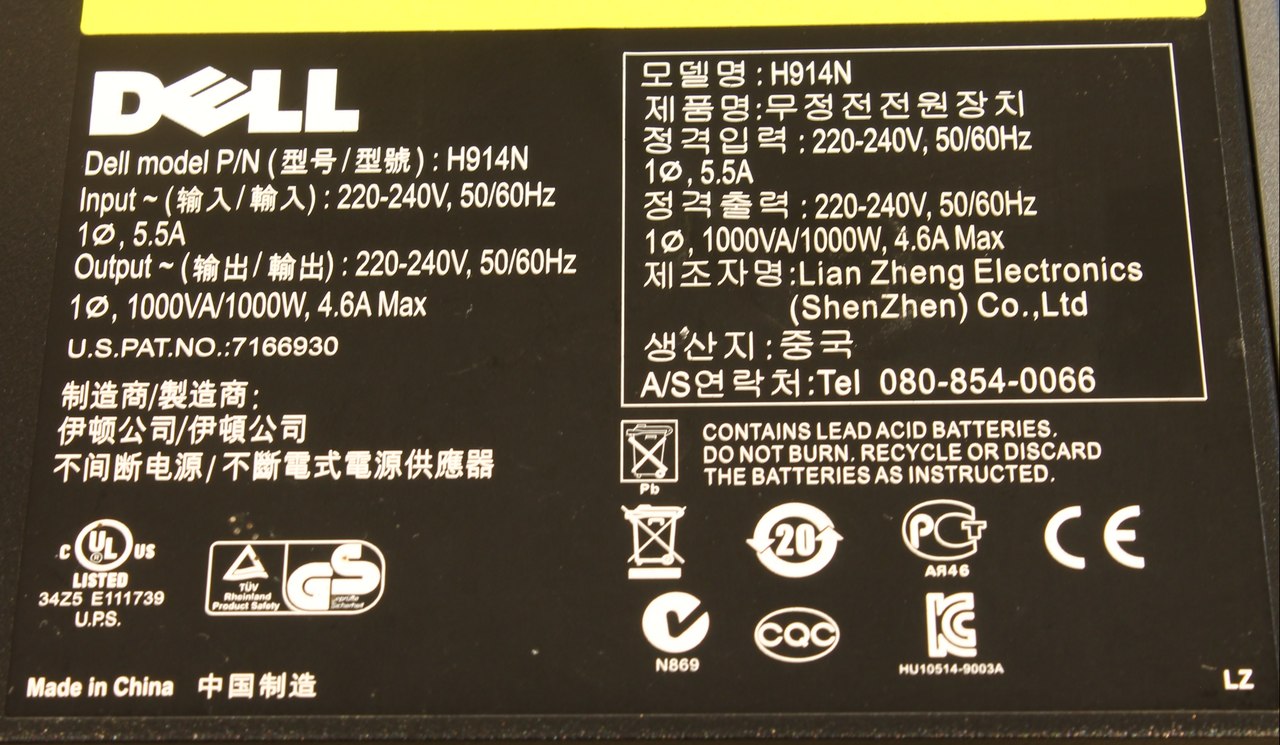 DELL
Dell model P/N (型号/型號) : H914N
Input ~ (输入/輸入) : 220-240V, 50/60Hz
1Ø, 5.5A
Output ~ (输出/輸出) : 220-240V, 50/60Hz
1Ø, 1000VA/1000W, 4.6A Max
U.S.PAT.NO.:7166930
制造商/製造商:
伊顿公司/伊頓公司
不间断电源/不斷電式電源供應器
C UL US
®
LISTED
34Z5 E111739
U.P.S.
TÜV
Rheinland
Product Safety
GS
geprüfte
Sicherheit
Made in China 中国制造
모델명 : H914N
제품명:무정전전원장치
정격입력 : 220-240V, 50/60Hz
1Ø, 5.5A
정격출력 : 220-240V, 50/60Hz
1Ø, 1000VA/1000W, 4.6A Max
제조자명:Lian Zheng Electronics
(ShenZhen) Co.,Ltd
생산지:중국
A/S연락처:Tel 080-854-0066
Pb
CONTAINS LEAD ACID BATTERIES.
DO NOT BURN. RECYCLE OR DISCARD
THE BATTERIES AS INSTRUCTED.
20
PCT
АЯ46
CE
N869
CQC
KC
HU10514-9003A
LZ